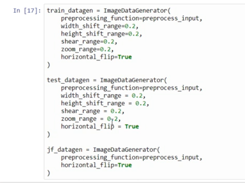 In [17]: train_datagen = ImageDataGenerator(
preprocessing_function=preprocess_input,
width_shift_range=0.2,
height_shift_range=0.2,
shear_range=0.2,
zoom_range=0.2,
horizontal_flip=True
)
test_datagen = ImageDataGenerator(
preprocessing_function=preprocess_input,
width_shift_range = 0.2,
height_shift_range = 0.2,
shear_range = 0.2,
zoom_range = 0.2,
horizontal_flip = True
)
jf_datagen = ImageDataGenerator(
preprocessing_function=preprocess_input,
horizontal_flip=True
)